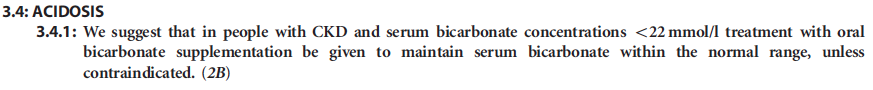 3.4: ACIDOSIS
3.4.1: We suggest that in people with CKD and serum bicarbonate concentrations <22 mmol/l treatment with oral
bicarbonate supplementation be given to maintain serum bicarbonate within the normal range, unless
contraindicated. (2B)